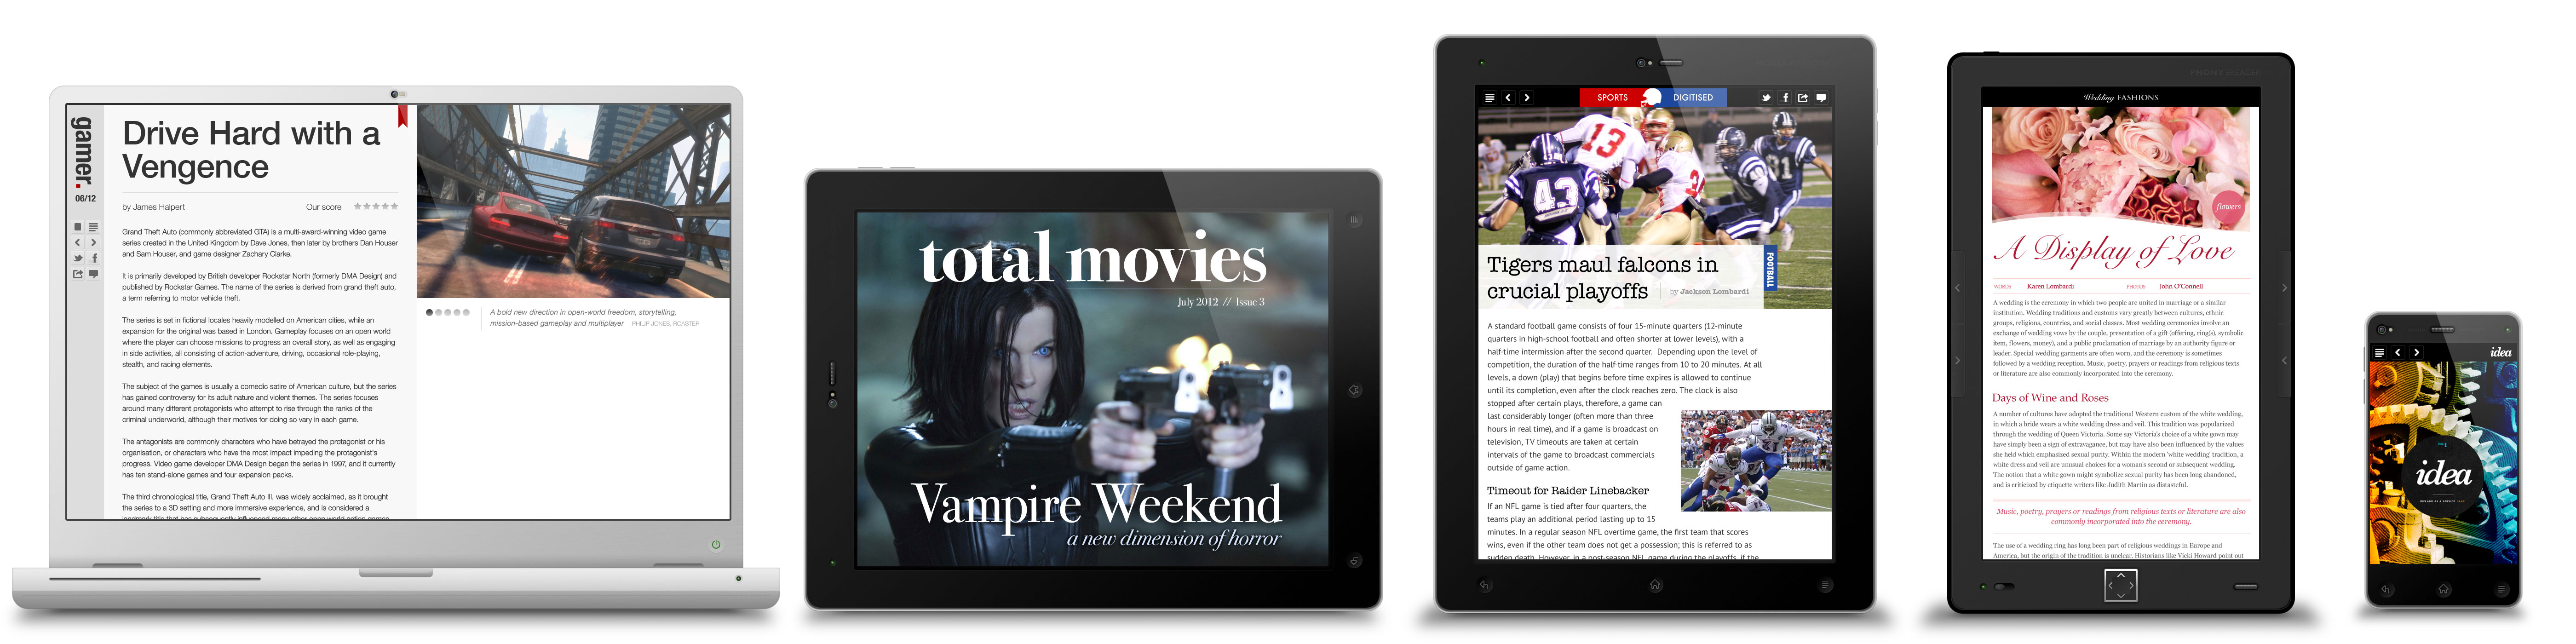 gamer.
06/12
Drive Hard with a
Vengence
by James Halpert
Our score
Grand Theft Auto (commonly abbreviated GTA) is a multi-award-winning video game
series created in the United Kingdom by Dave Jones, then later by brothers Dan Houser
and Sam Houser, and game designer Zachary Clarke.
It is primarily developed by British developer Rockstar North (formerly DMA Design) and
published by Rockstar Games. The name of the series is derived from grand theft auto,
a term referring to motor vehicle theft.
The series is set in fictional locales heavily modelled on American cities, while an
expansion for the original was based in London. Gameplay focuses on an open world
where the player can choose missions to progress an overall story, as well as engaging
in side activities, all consisting of action-adventure, driving, occasional role-playing,
stealth, and racing elements.
The subject of the games is usually a comedic satire of American culture, but the series
has gained controversy for its adult nature and violent themes. The series focuses
around many different protagonists who attempt to rise through the ranks of the
criminal underworld, although their motives for doing so vary in each game.
The antagonists are commonly characters who have betrayed the protagonist or his
organisation, or characters who have the most impact impeding the protagonist's
progress. Video game developer DMA Design began the series in 1997, and it currently
has ten stand-alone games and four expansion packs.
The third chronological title, Grand Theft Auto III, was widely acclaimed, as it brought
the series to a 3D setting and more immersive experience, and is considered a
landmark title that has subsequently influenced many other open world action games
A bold new direction in open-world freedom, storytelling,
mission-based gameplay and multiplayer PHILIP JONES, ROASTER
total movies
July 2012 // Issue 3
Vampire Weekend
a new dimension of horror
SPORTS DIGITISED
13
43
31
3
Tigers maul falcons in
crucial playoffs
by Jackson Lombardi
FOOTBALL
A standard football game consists of four 15-minute quarters (12-minute
quarters in high-school football and often shorter at lower levels), with a
half-time intermission after the second quarter. Depending upon the level of
competition, the duration of the half-time ranges from 10 to 20 minutes. At all
levels, a down (play) that begins before time expires is allowed to continue
until its completion, even after the clock reaches zero. The clock is also
stopped after certain plays, therefore, a game can
last considerably longer (often more than three
hours in real time), and if a game is broadcast on
television, TV timeouts are taken at certain
intervals of the game to broadcast commercials
outside of game action.
Timeout for Raider Linebacker
If an NFL game is tied after four quarters, the
teams play an additional period lasting up to 15
minutes. In a regular season NFL overtime game, the first team that scores
wins, even if the other team does not get a possession; this is referred to as
sudden death. However, in a post-season NFL game during the playoffs, if the
Wedding FASHIONS
flowers
A Display of Love
WORDS Karen Lombardi PHOTOS John O'Connell
A wedding is the ceremony in which two people are united in marriage or a similar
institution. Wedding traditions and customs vary greatly between cultures, ethnic
groups, religions, countries, and social classes. Most wedding ceremonies involve an
exchange of wedding vows by the couple, presentation of a gift (offering, ring(s), symbolic
item, flowers, money), and a public proclamation of marriage by an authority figure or
leader. Special wedding garments are often worn, and the ceremony is sometimes
followed by a wedding reception. Music, poetry, prayers or readings from religious texts
or literature are also commonly incorporated into the ceremony.
Days of Wine and Roses
A number of cultures have adopted the traditional Western custom of the white wedding,
in which a bride wears a white wedding dress and veil. This tradition was popularized
through the wedding of Queen Victoria. Some say Victoria's choice of a white gown may
have simply been a sign of extravagance, but may have also been influenced by the values
she held which emphasized sexual purity. Within the modern 'white wedding' tradition, a
white dress and veil are unusual choices for a woman's second or subsequent wedding.
The notion that a white gown might symbolize sexual purity has been long abandoned,
and is criticized by etiquette writers like Judith Martin as distasteful.
Music, poetry, prayers or readings from religious texts or literature are also
commonly incorporated into the ceremony.
The use of a wedding ring has long been part of religious weddings in Europe and
America, but the origin of the tradition is unclear. Historians like Vicki Howard point out
idea
idea